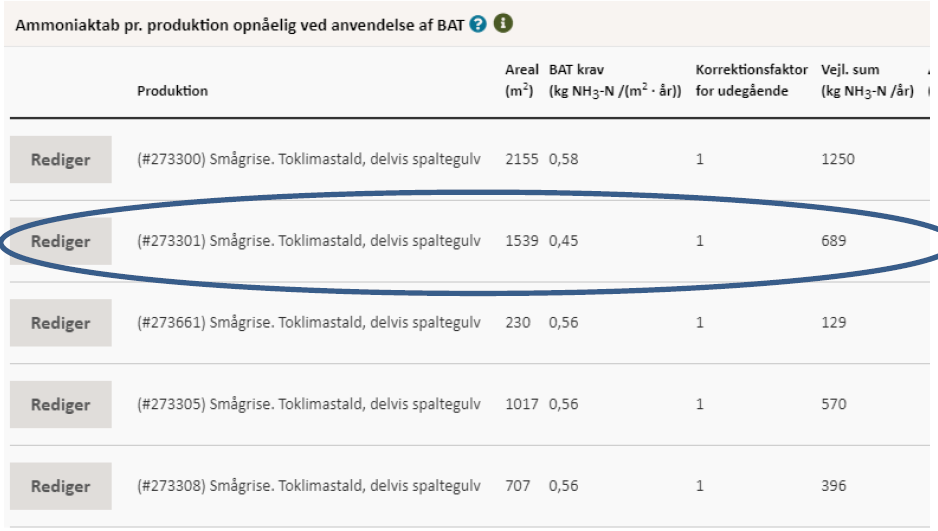 Ammoniaktab pr. produktion opnåelig ved anvendelse af BAT ? i
Produktion Areal (m²) BAT krav (kg NH₃-N /(m² · år)) Korrektionsfaktor for udegående Vejl. sum (kg NH₃-N /år)
Rediger (#273300) Smågrise. Toklimastald, delvis spaltegulv 2155 0,58 1 1250
Rediger (#273301) Smågrise. Toklimastald, delvis spaltegulv 1539 0,45 1 689
Rediger (#273661) Smågrise. Toklimastald, delvis spaltegulv 230 0,56 1 129
Rediger (#273305) Smågrise. Toklimastald, delvis spaltegulv 1017 0,56 1 570
Rediger (#273308) Smågrise. Toklimastald, delvis spaltegulv 707 0,56 1 396